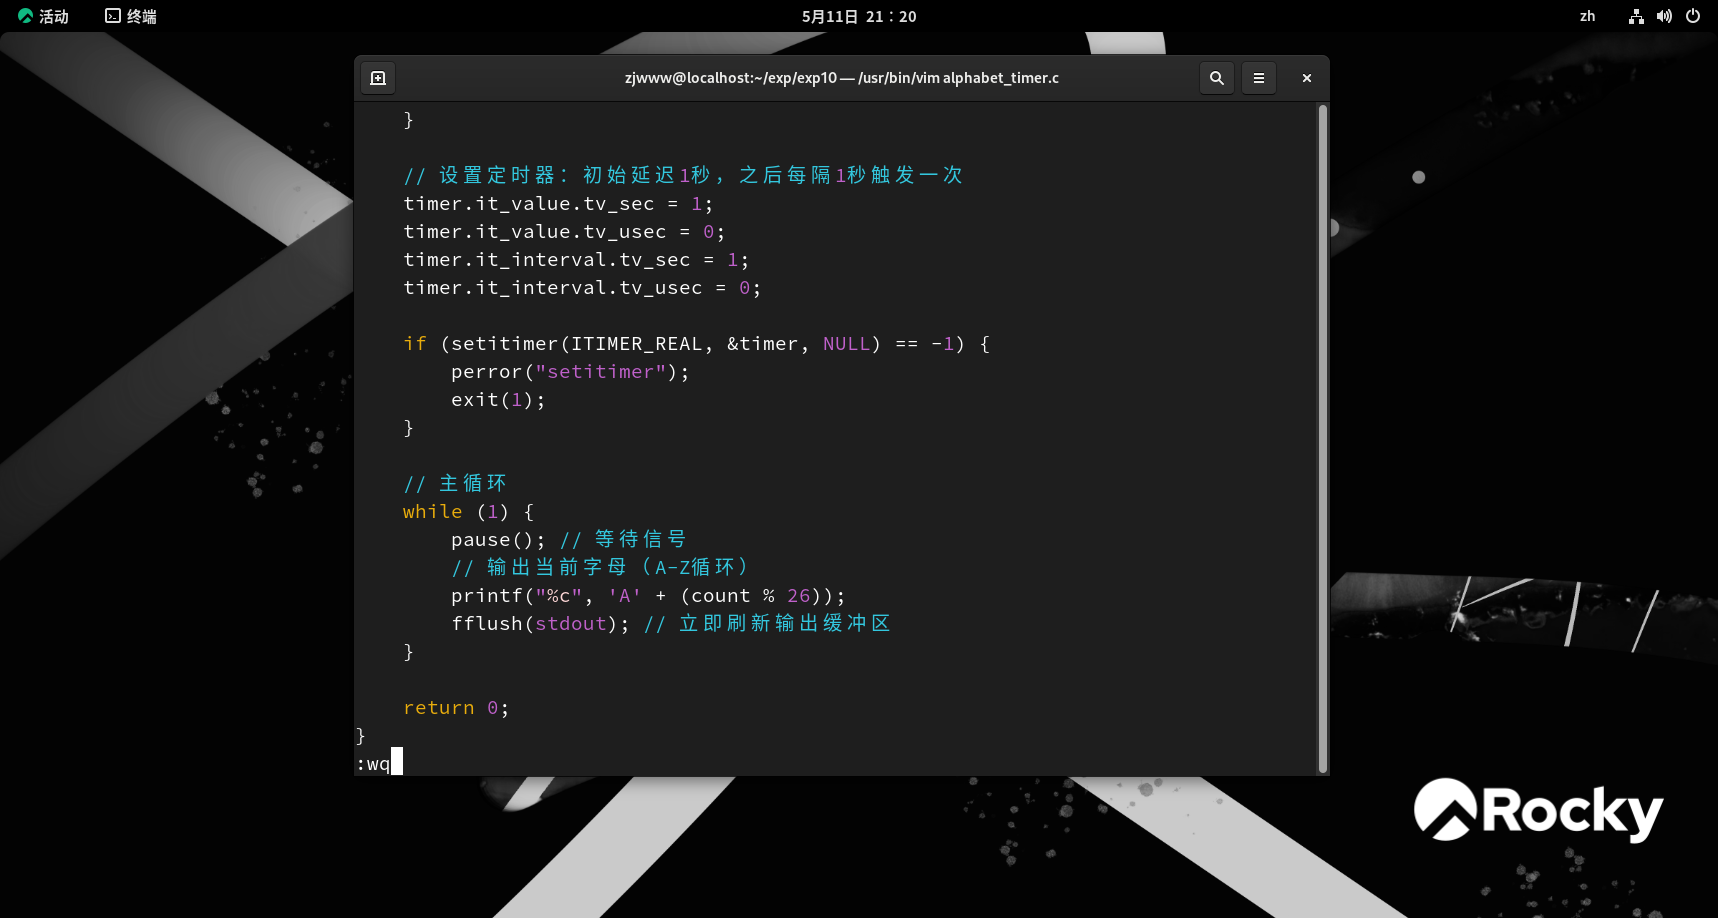 活动 终端 5月11日 21：20 zh
zjwww@localhost:~/exp/exp10 — /usr/bin/vim alphabet_timer.c
}
// 设置定时器：初始延迟1秒，之后每隔1秒触发一次
timer.it_value.tv_sec = 1;
timer.it_value.tv_usec = 0;
timer.it_interval.tv_sec = 1;
timer.it_interval.tv_usec = 0;
if (setitimer(ITIMER_REAL, &timer, NULL) == -1) {
perror("setitimer");
exit(1);
}
// 主循环
while (1) {
pause(); // 等待信号
// 输出当前字母（A-Z循环）
printf("%c", 'A' + (count % 26));
fflush(stdout); // 立即刷新输出缓冲区
}
return 0;
}
:wq
Rocky